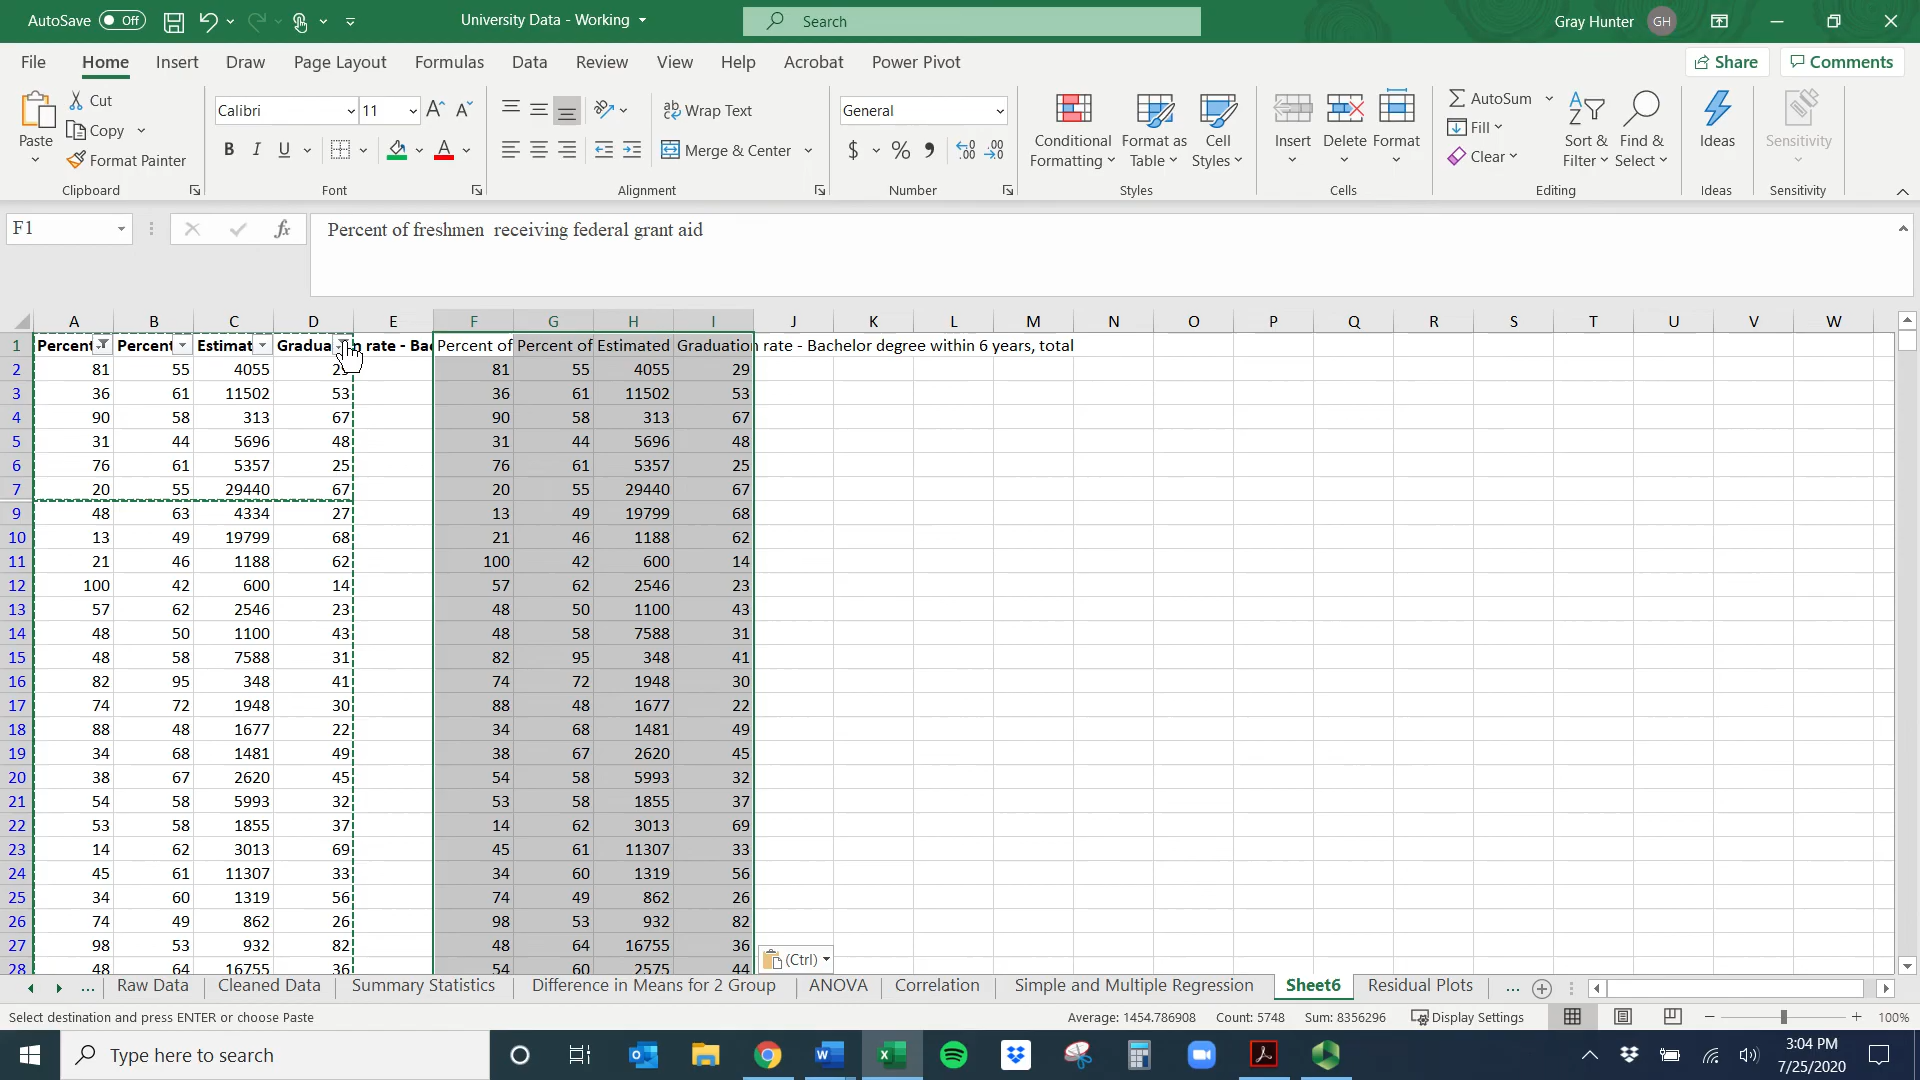 AutoSave Off
University Data - Working
Search
Gray Hunter GH
File Home Insert Draw Page Layout Formulas Data Review View Help Acrobat Power Pivot Share Comments
Paste Cut Copy Format Painter
Calibri 11
Wrap Text
Merge & Center
General
Conditional Formatting Format as Table Cell Styles
Insert Delete Format
AutoSum Fill Clear
Sort & Filter Find & Select
Ideas
Sensitivity
Clipboard Font Alignment Number Styles Cells Editing Ideas Sensitivity
F1 fx Percent of freshmen  receiving federal grant aid
A B C D E F G H I J K L M N O P Q R S T U V W
1 Percent Percent Estimat Gradua n rate - Bac Percent of Percent of Estimated Graduation rate - Bachelor degree within 6 years, total
2 81 55 4055 81 55 4055 29
3 36 61 11502 53 36 61 11502 53
4 90 58 313 67 90 58 313 67
5 31 44 5696 48 31 44 5696 48
6 76 61 5357 25 76 61 5357 25
7 20 55 29440 67 20 55 29440 67
9 48 63 4334 27 13 49 19799 68
10 13 49 19799 68 21 46 1188 62
11 21 46 1188 62 100 42 600 14
12 100 42 600 14 57 62 2546 23
13 57 62 2546 23 48 50 1100 43
14 48 50 1100 43 48 58 7588 31
15 48 58 7588 31 82 95 348 41
16 82 95 348 41 74 72 1948 30
17 74 72 1948 30 88 48 1677 22
18 88 48 1677 22 34 68 1481 49
19 34 68 1481 49 38 67 2620 45
20 38 67 2620 45 54 58 5993 32
21 54 58 5993 32 53 58 1855 37
22 53 58 1855 37 14 62 3013 69
23 14 62 3013 69 45 61 11307 33
24 45 61 11307 33 34 60 1319 56
25 34 60 1319 56 74 49 862 26
26 74 49 862 26 98 53 932 82
27 98 53 932 82 48 64 16755 36
28 48 64 16755 36 54 60 2575 44
(Ctrl)
... Raw Data Cleaned Data Summary Statistics Difference in Means for 2 Group ANOVA Correlation Simple and Multiple Regression Sheet6 Residual Plots ...
Select destination and press ENTER or choose Paste Average: 1454.786908 Count: 5748 Sum: 8356296 Display Settings 100%
Type here to search
3:04 PM
7/25/2020